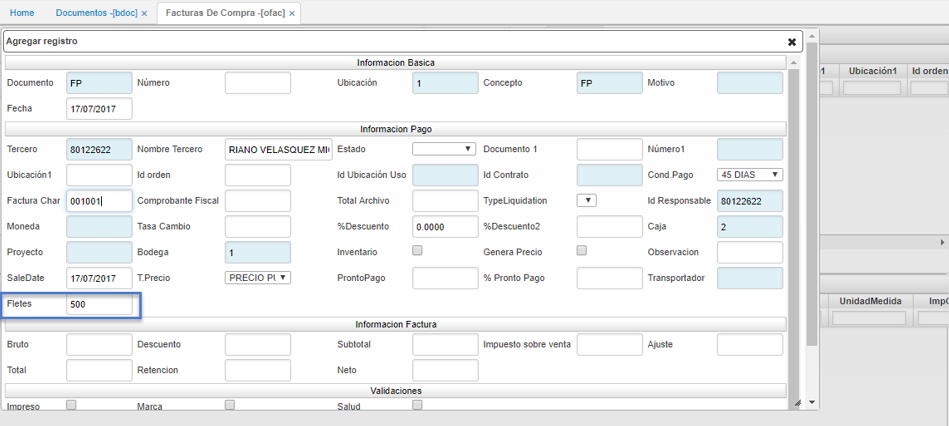 Home Documentos -[bdoc] × Facturas De Compra -[ofac] ×
Agregar registro ✖
Informacion Basica
Documento FP Número Ubicación 1 Concepto FP Motivo
Fecha 17/07/2017
Informacion Pago
Tercero 80122622 Nombre Tercero RIANO VELASQUEZ Estado Documento 1 Número1
Ubicación1 Id orden Id Ubicación Uso Id Contrato Cond.Pago 45 DIAS
Factura Char 001001 Comprobante Fiscal Total Archivo TypeLiquidation Id Responsable 80122622
Moneda Tasa Cambio %Descuento 0.0000 %Descuento2 Caja 2
Proyecto Bodega 1 Inventario Genera Precio Observacion
SaleDate 17/07/2017 T.Precio PRECIO ProntoPago % Pronto Pago Transportador
Fletes 500
Informacion Factura
Bruto Descuento Subtotal Impuesto sobre venta Ajuste
Total Retencion Neto
Validaciones
Impreso Marca Salud
Ubicación1 Id orden
UnidadMedida